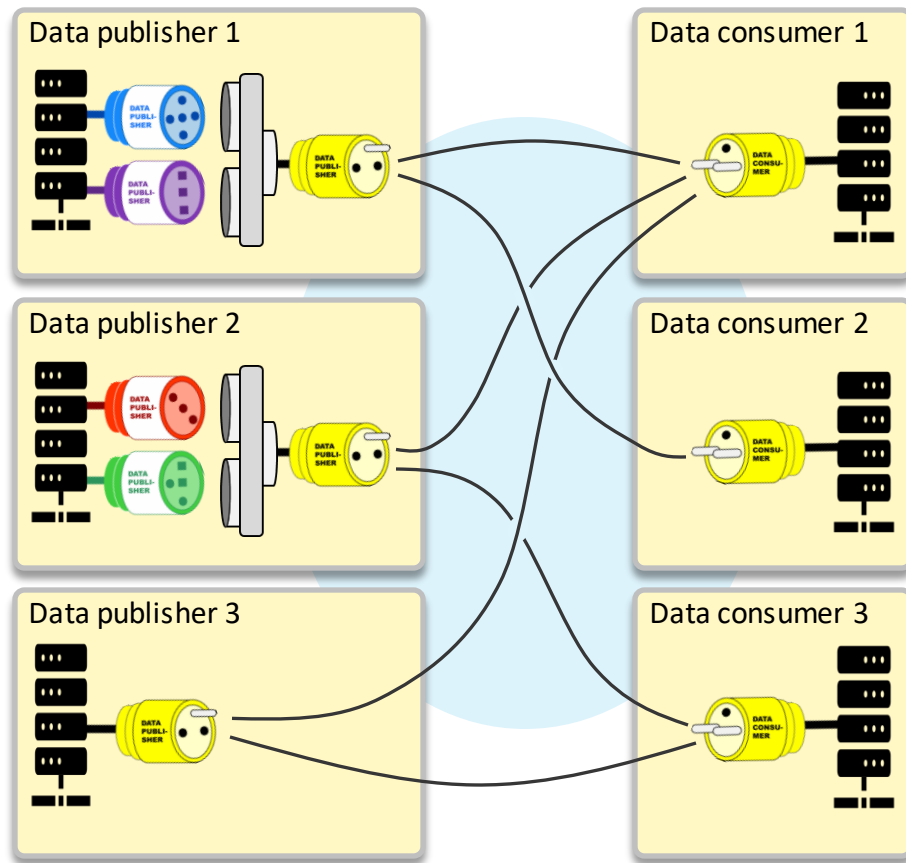 Data publisher 1
DATA
PUBLI-
SHER
DATA
PUBLI-
SHER
DATA
PUBLI-
SHER
Data consumer 1
DATA
CONSU-
MER
Data publisher 2
DATA
PUBLI-
SHER
DATA
PUBLI-
SHER
DATA
PUBLI-
SHER
Data consumer 2
DATA
CONSU-
MER
Data publisher 3
DATA
PUBLI-
SHER
Data consumer 3
DATA
CONSU-
MER